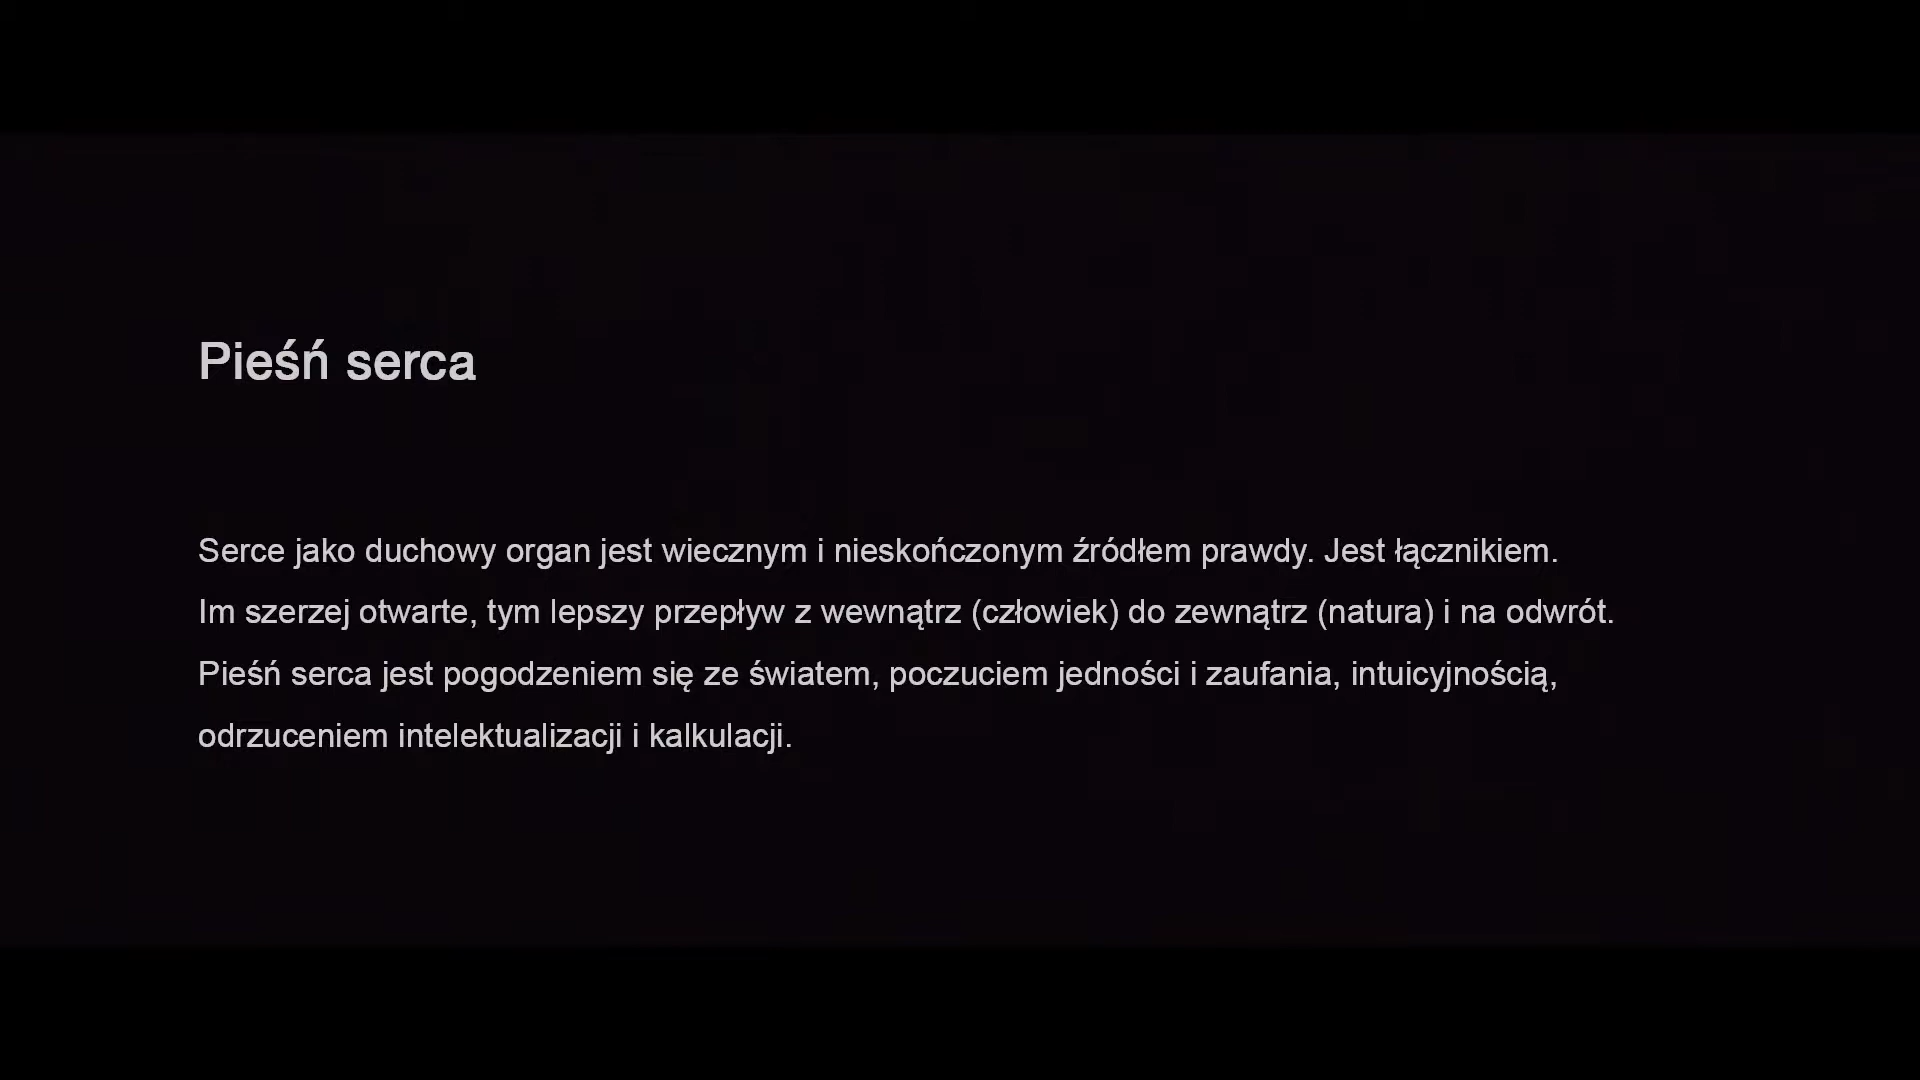 Pieśń serca
Serce jako duchowy organ jest wiecznym i nieskończonym źródłem prawdy. Jest łącznikiem.
Im szerzej otwarte, tym lepszy przepływ z wewnątrz (człowiek) do zewnątrz (natura) i na odwrót.
Pieśń serca jest pogodzeniem się ze światem, poczuciem jedności i zaufania, intuicyjnością,
odrzuceniem intelektualizacji i kalkulacji.